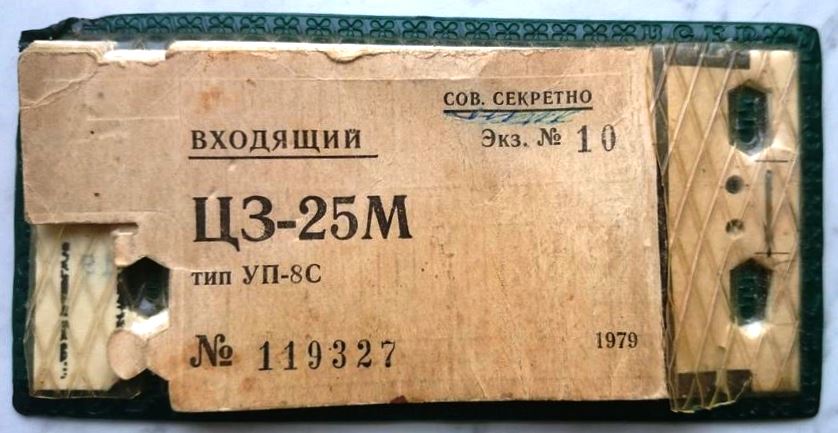 СОВ. СЕКРЕТНО
ВХОДЯЩИЙ
Экз. № 10
ЦЗ-25М
тип УП-8С
№ 119327
1979